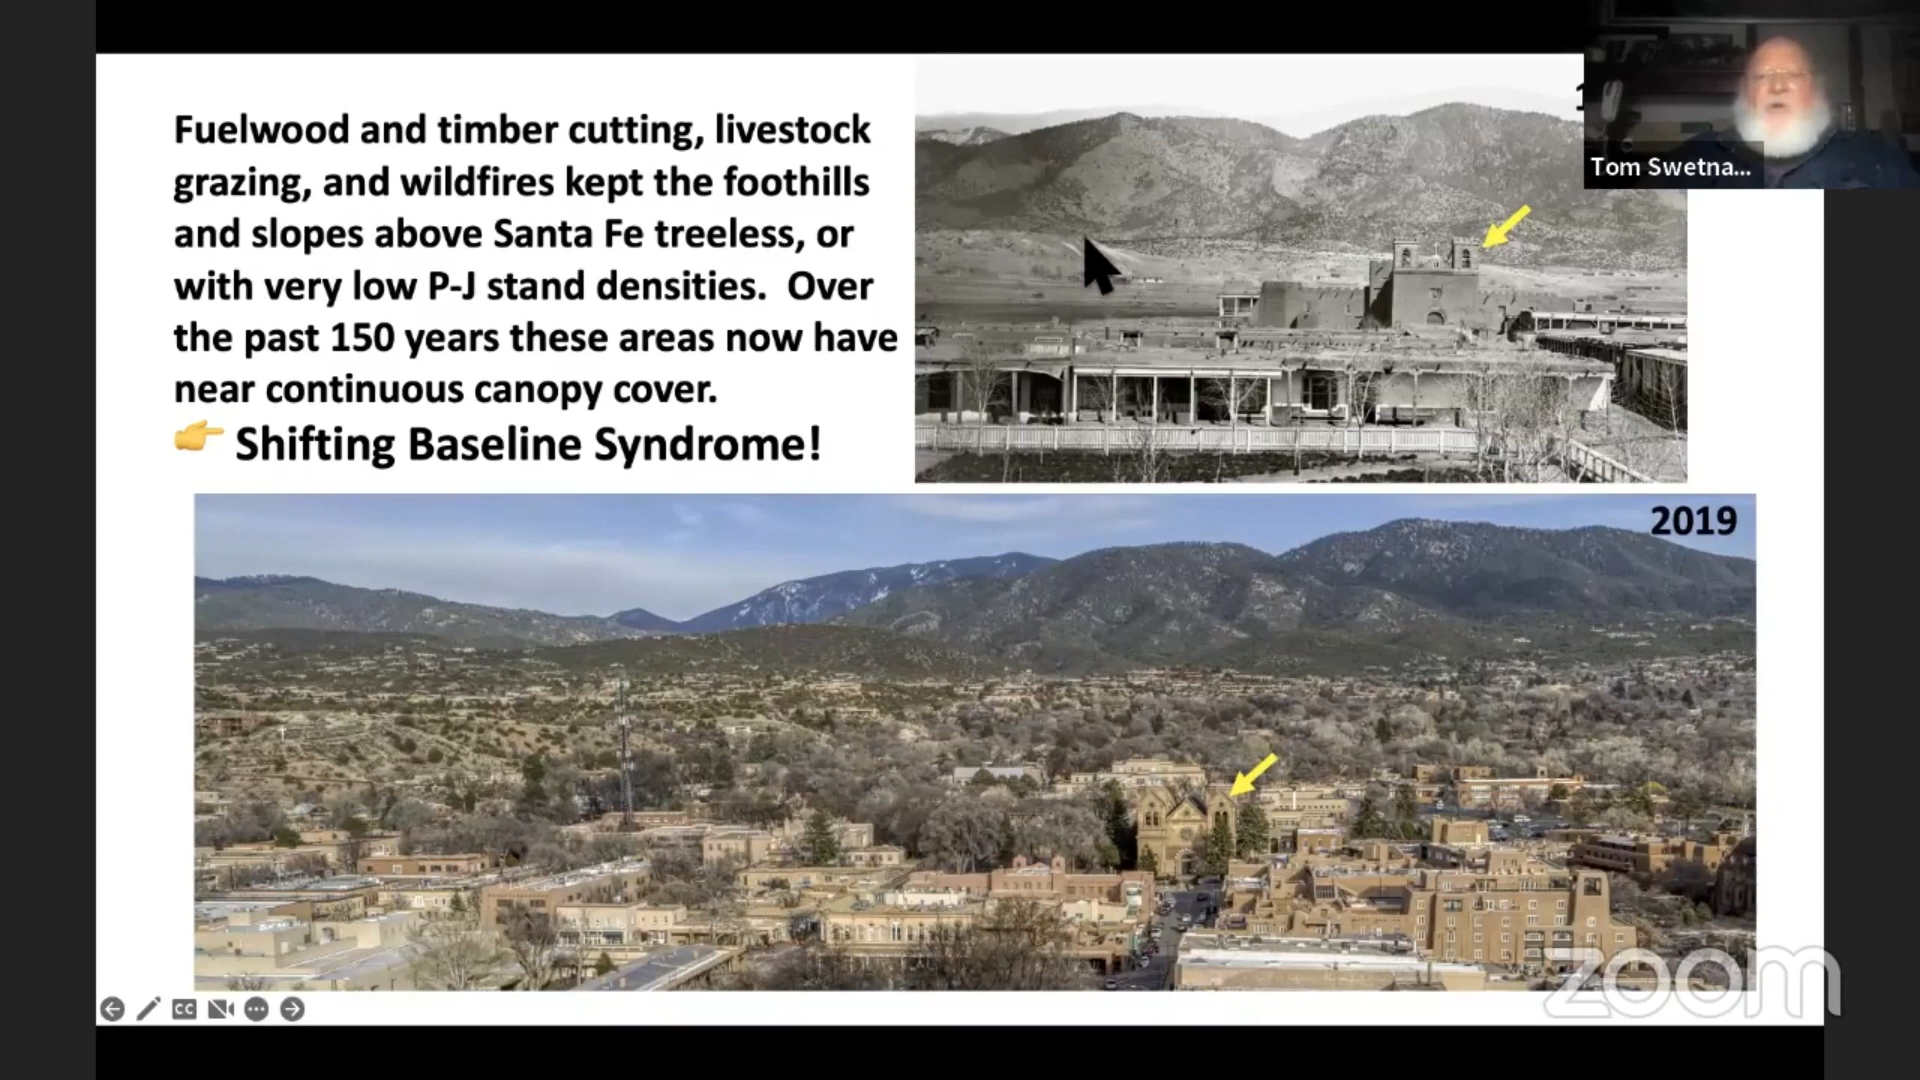 Fuelwood and timber cutting, livestock
grazing, and wildfires kept the foothills
and slopes above Santa Fe treeless, or
with very low P-J stand densities.  Over
the past 150 years these areas now have
near continuous canopy cover.
👉 Shifting Baseline Syndrome!
Tom Swetna...
2019
CC
zoom